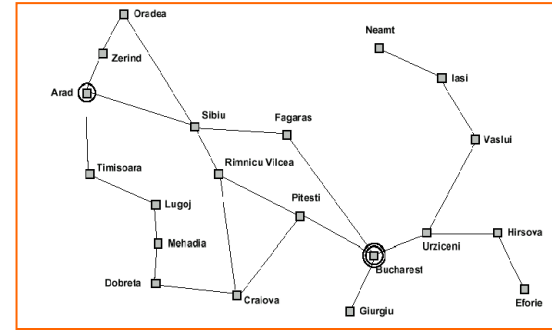 Oradea
Neamt
Zerind
Iasi
Arad
Sibiu
Fagaras
Vaslui
Timisoara
Rimnicu Vilcea
Lugoj
Pitesti
Hirsova
Mehadia
Urziceni
Bucharest
Dobreta
Craiova
Giurgiu
Eforie